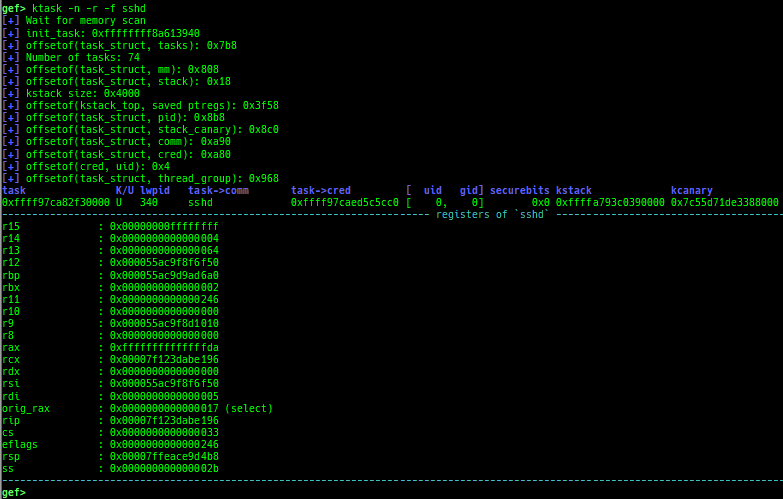 gef> ktask -n -r -f sshd
[+] Wait for memory scan
[+] init_task: 0xffffffff8a613940
[+] offsetof(task_struct, tasks): 0x7b8
[+] Number of tasks: 74
[+] offsetof(task_struct, mm): 0x808
[+] offsetof(task_struct, stack): 0x18
[+] kstack size: 0x4000
[+] offsetof(kstack_top, saved ptregs): 0x3f58
[+] offsetof(task_struct, pid): 0x8b8
[+] offsetof(task_struct, stack_canary): 0x8c0
[+] offsetof(task_struct, comm): 0xa90
[+] offsetof(task_struct, cred): 0xa80
[+] offsetof(cred, uid): 0x4
[+] offsetof(task_struct, thread_group): 0x968
task K/U lwpid task->comm task->cred [ uid gid] securebits kstack kcanary
0xffff97ca82f30000 U 340 sshd 0xffff97caed5c5cc0 [ 0, 0] 0x0 0xffffa793c0390000 0x7c55d71de3388000
registers of `sshd`
r15 : 0x00000000ffffffff
r14 : 0x0000000000000004
r13 : 0x0000000000000064
r12 : 0x000055ac9f8f6f50
rbp : 0x000055ac9d9ad6a0
rbx : 0x0000000000000002
r11 : 0x0000000000000246
r10 : 0x0000000000000000
r9 : 0x000055ac9f8d1010
r8 : 0x0000000000000000
rax : 0xffffffffffffffda
rcx : 0x00007f123dabe196
rdx : 0x0000000000000000
rsi : 0x000055ac9f8f6f50
rdi : 0x0000000000000005
orig_rax : 0x0000000000000017 (select)
rip : 0x00007f123dabe196
cs : 0x0000000000000033
eflags : 0x0000000000000246
rsp : 0x00007ffeace9d4b8
ss : 0x000000000000002b
gef>